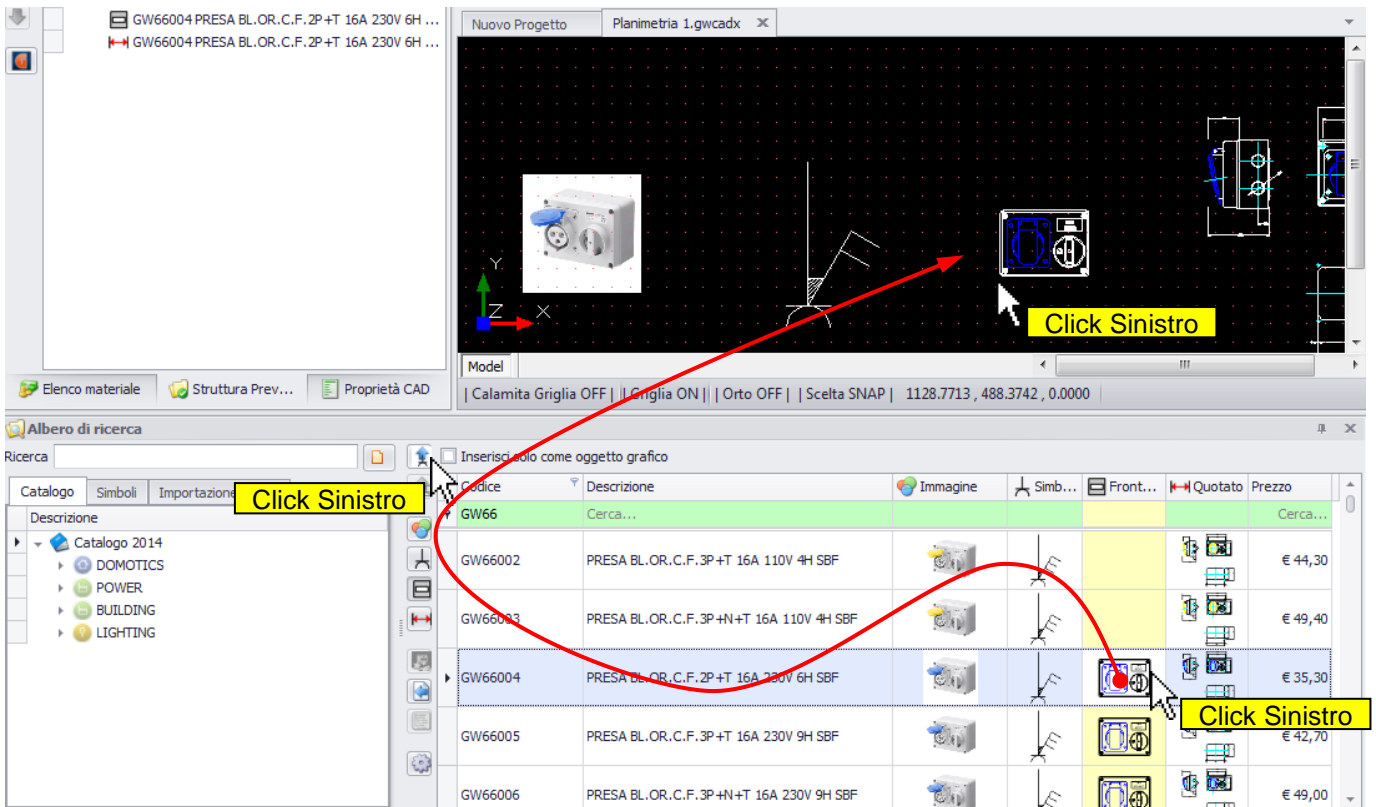 GW66004 PRESA BL.OR.C.F.2P+T 16A 230V 6H ...
GW66004 PRESA BL.OR.C.F.2P+T 16A 230V 6H ...
Nuovo Progetto
Planimetria 1.gwcadx
Y
Z
X
Click Sinistro
Model
Elenco materiale
Struttura Prev...
Proprietà CAD
| Calamita Griglia OFF | | Griglia ON | | Orto OFF | | Scelta SNAP | 1128.7713 , 488.3742 , 0.0000
Albero di ricerca
Ricerca
Inserisci solo come oggetto grafico
Catalogo
Simboli
Importazione
Click Sinistro
Codice
Descrizione
Immagine
Simb...
Front...
Quotato
Prezzo
Descrizione
GW66
Cerca...
Cerca...
Catalogo 2014
DOMOTICS
POWER
BUILDING
LIGHTING
GW66002 PRESA BL.OR.C.F.3P+T 16A 110V 4H SBF € 44,30
GW66003 PRESA BL.OR.C.F.3P+N+T 16A 110V 4H SBF € 49,40
GW66004 PRESA BL.OR.C.F.2P+T 16A 230V 6H SBF € 35,30
Click Sinistro
GW66005 PRESA BL.OR.C.F.3P+T 16A 230V 9H SBF € 42,70
GW66006 PRESA BL.OR.C.F.3P+N+T 16A 230V 9H SBF € 49,00